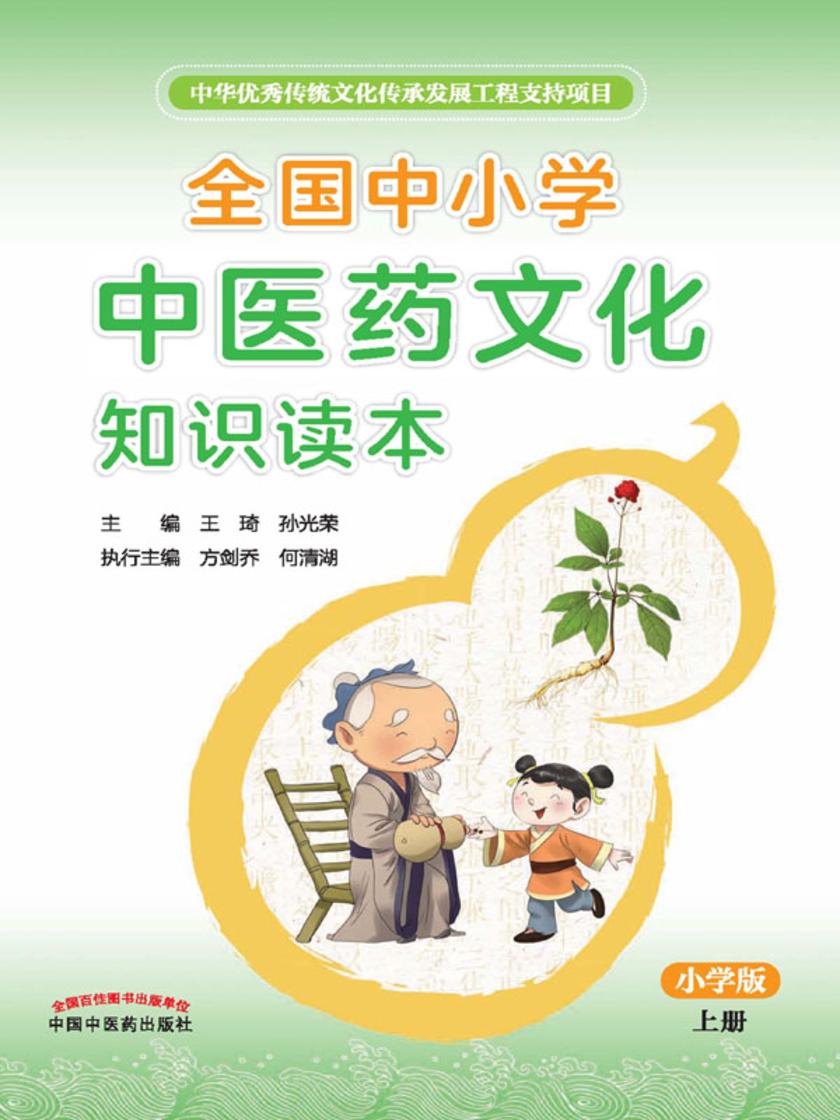 中华优秀传统文化传承发展工程支持项目
全国中小学
中医药文化
知识读本
主 编 王 琦 孙光荣
执行主编 方剑乔 何清湖
小学版
上册
全国百佳图书出版单位
中国中医药出版社